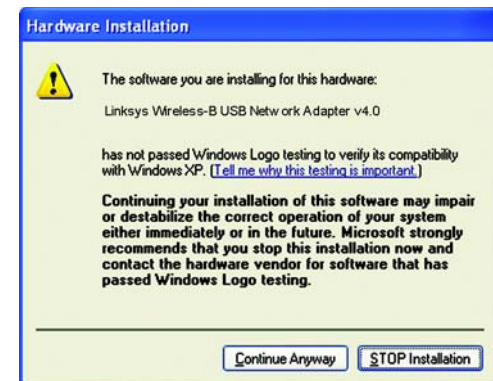 Hardware Installation
The software you are installing for this hardware:
Linksys Wireless-B USB Network Adapter v4.0
has not passed Windows Logo testing to verify its compatibility
with Windows XP. (Tell me why this testing is important.)
Continuing your installation of this software may impair
or destabilize the correct operation of your system
either immediately or in the future. Microsoft strongly
recommends that you stop this installation now and
contact the hardware vendor for software that has
passed Windows Logo testing.
Continue Anyway
STOP Installation